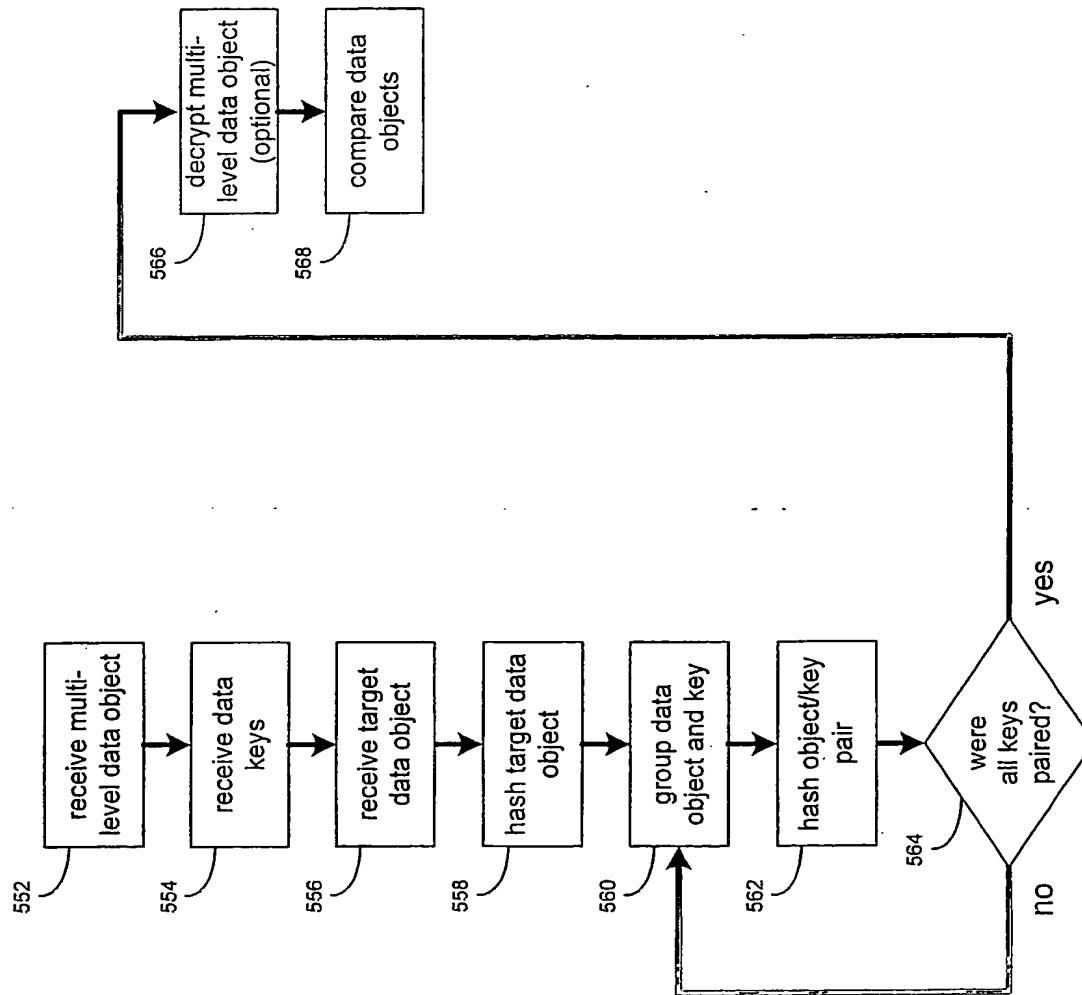 552
receive multi-
level data object
554
receive data
keys
556
receive target
data object
558
hash target data
object
560
group data
object and key
562
hash object/key
pair
564
were
all keys
paired?
no
yes
566
decrypt multi-
level data object
(optional)
568
compare data
objects